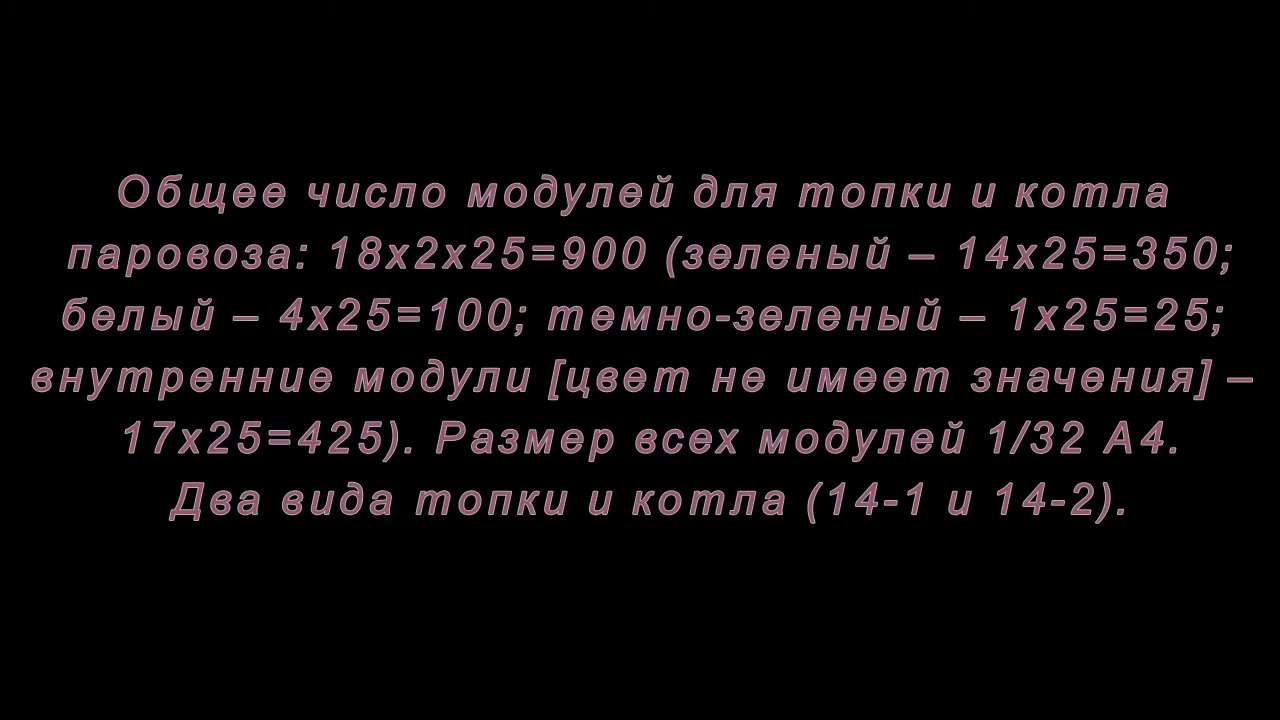 Общее число модулей для топки и котла
паровоза: 18х2х25=900 (зеленый – 14х25=350;
белый – 4х25=100; темно-зеленый – 1х25=25;
внутренние модули [цвет не имеет значения] –
17х25=425). Размер всех модулей 1/32 А4.
Два вида топки и котла (14-1 и 14-2).